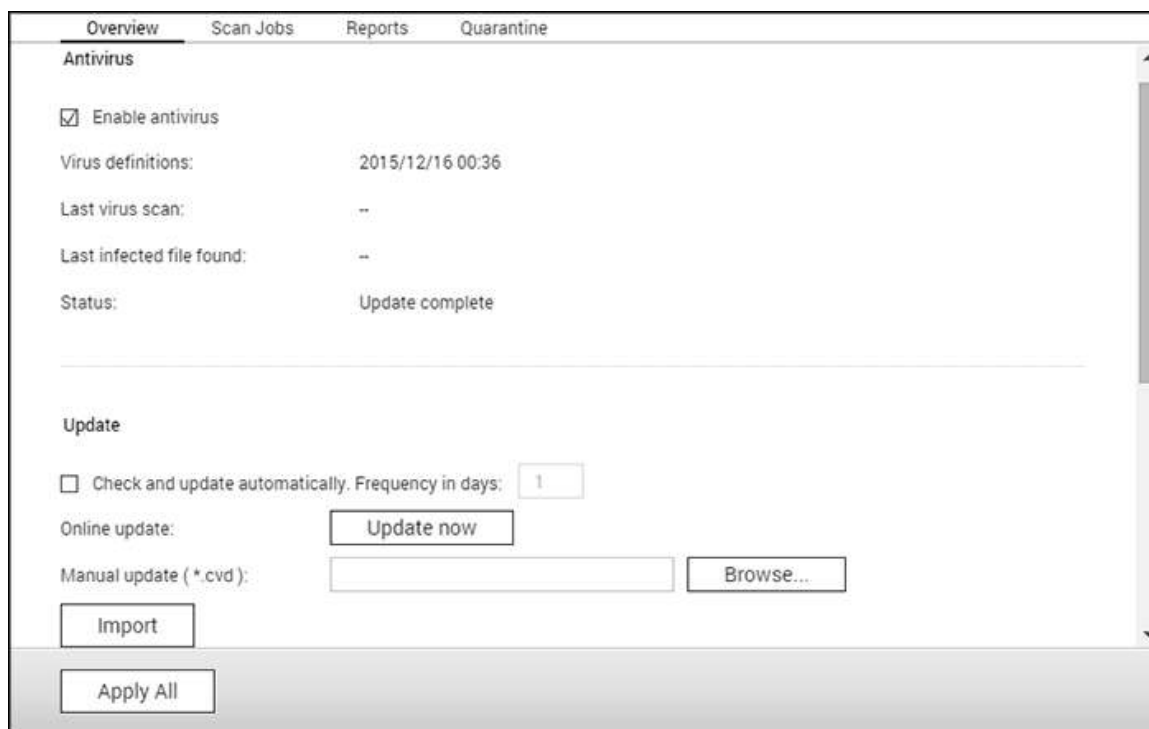 Overview Scan Jobs Reports Quarantine
Antivirus
Enable antivirus
Virus definitions: 2015/12/16 00:36
Last virus scan: --
Last infected file found: --
Status: Update complete
Update
Check and update automatically. Frequency in days: 1
Online update: Update now
Manual update ( *.cvd ): Browse...
Import
Apply All